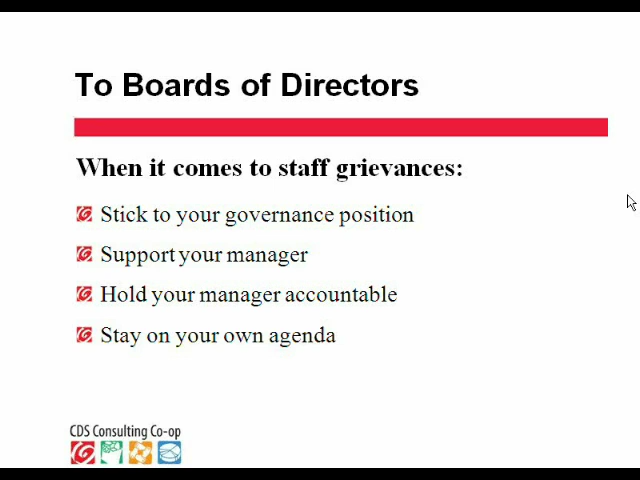 To Boards of Directors
When it comes to staff grievances:
Stick to your governance position
Support your manager
Hold your manager accountable
Stay on your own agenda
CDS Consulting Co-op